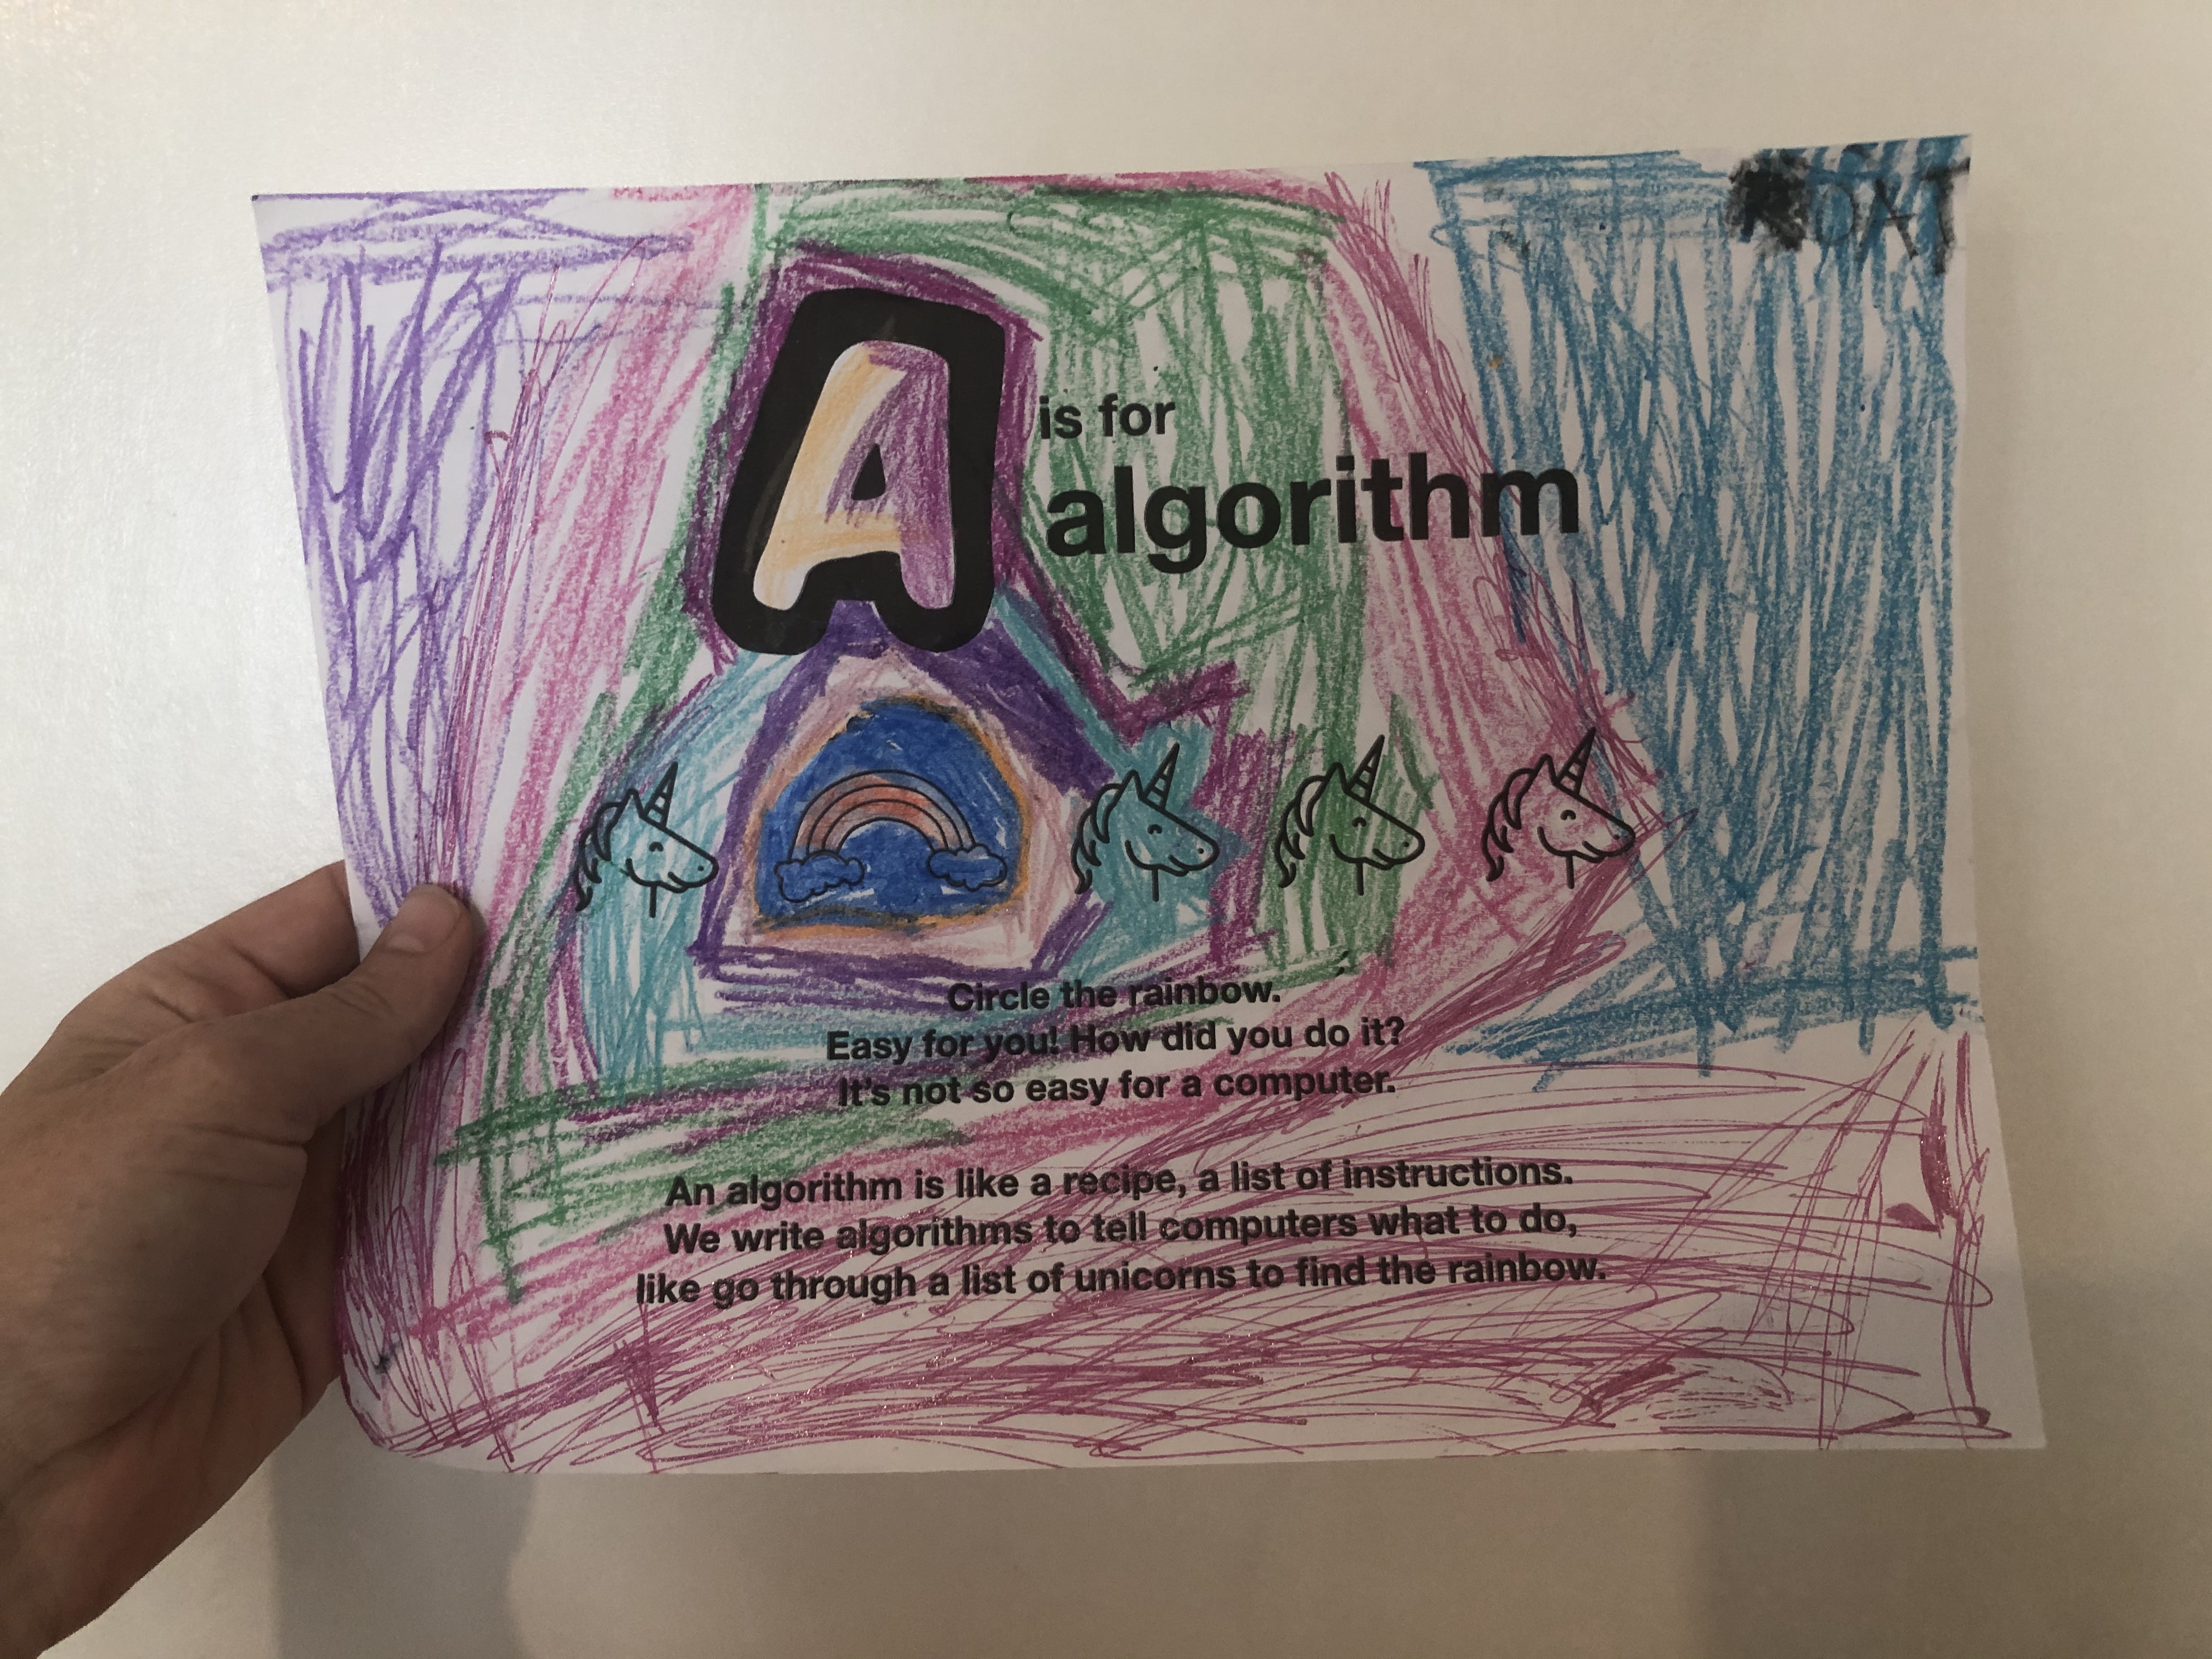 A is for
algorithm
Circle the rainbow.
Easy for you! How did you do it?
It's not so easy for a computer.
An algorithm is like a recipe, a list of instructions.
We write algorithms to tell computers what to do,
like go through a list of unicorns to find the rainbow.